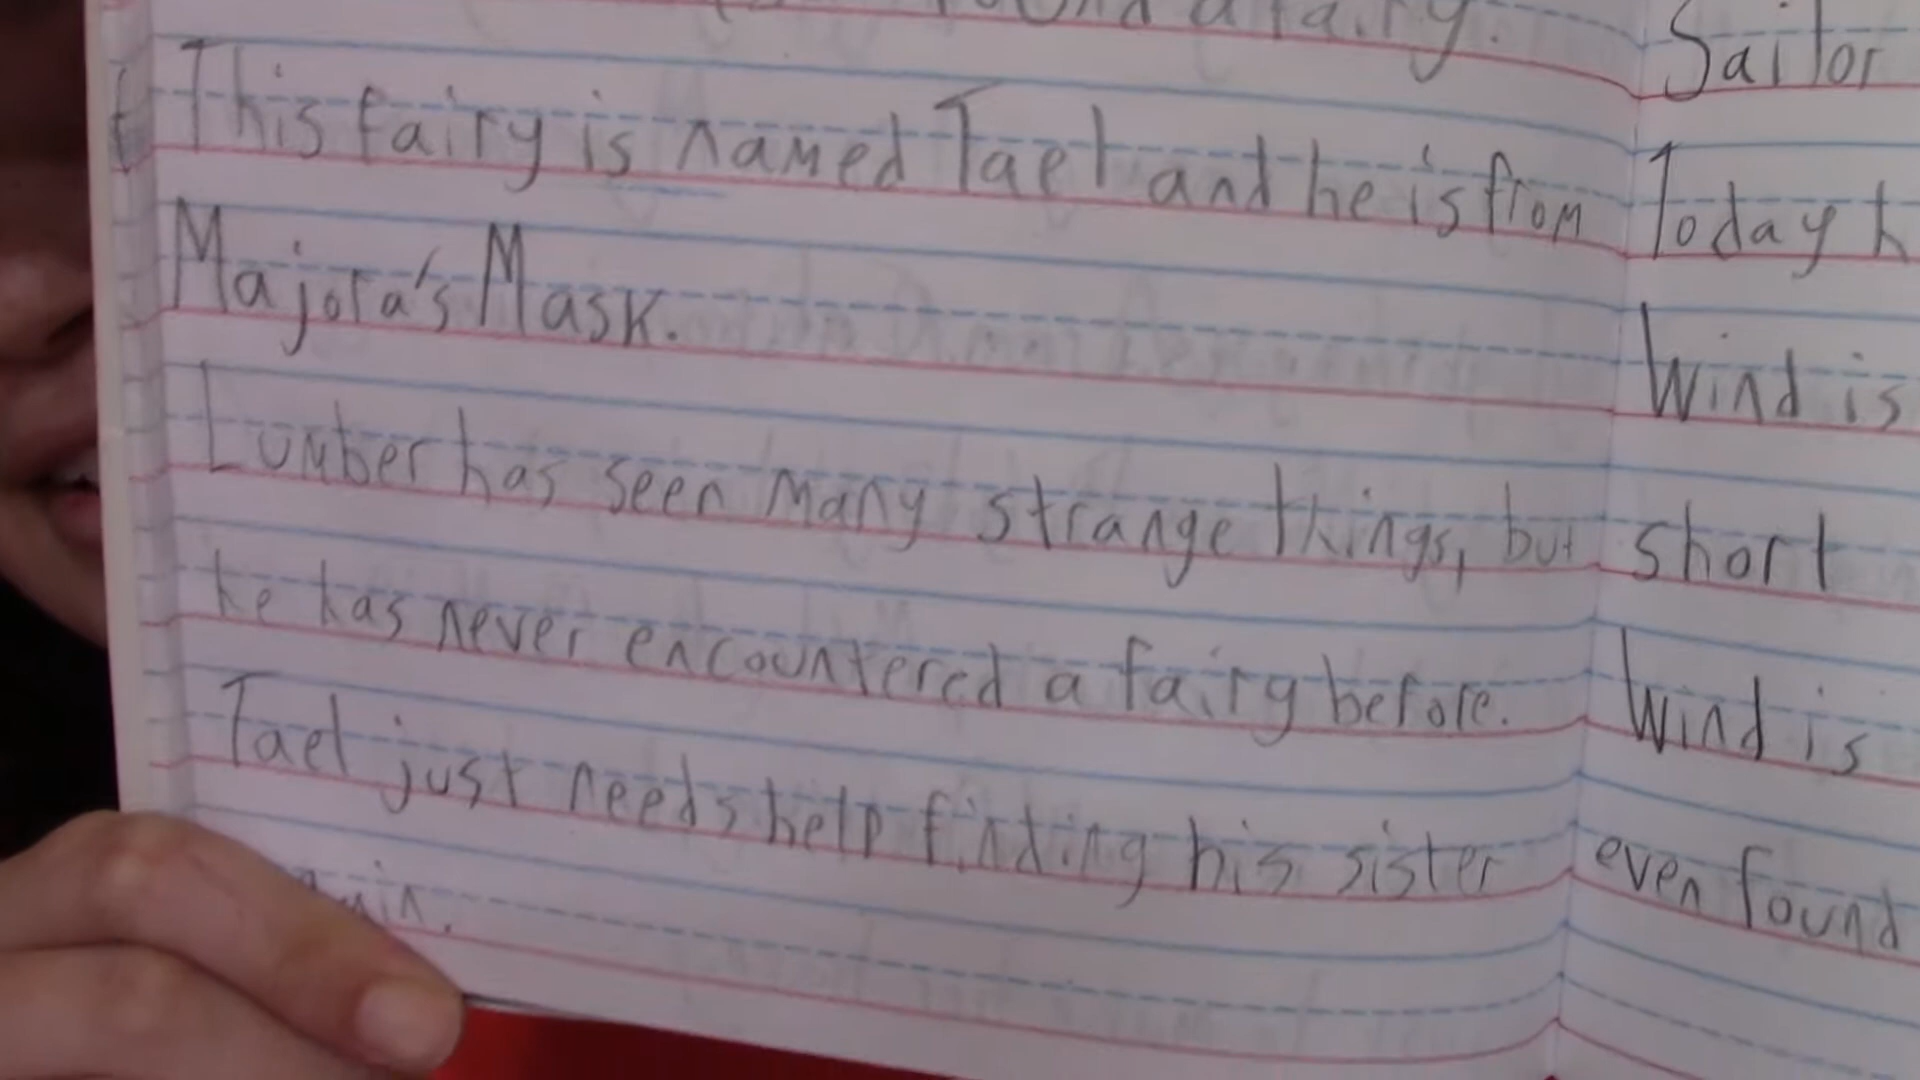 found a fairy.
This fairy is named Tael and he is from
Majora's Mask.
Lumber has seen many strange things, but
he has never encountered a fairy before.
Tael just needs help finding his sister
Sailor
Today h
Wind is
short
Wind is
even found